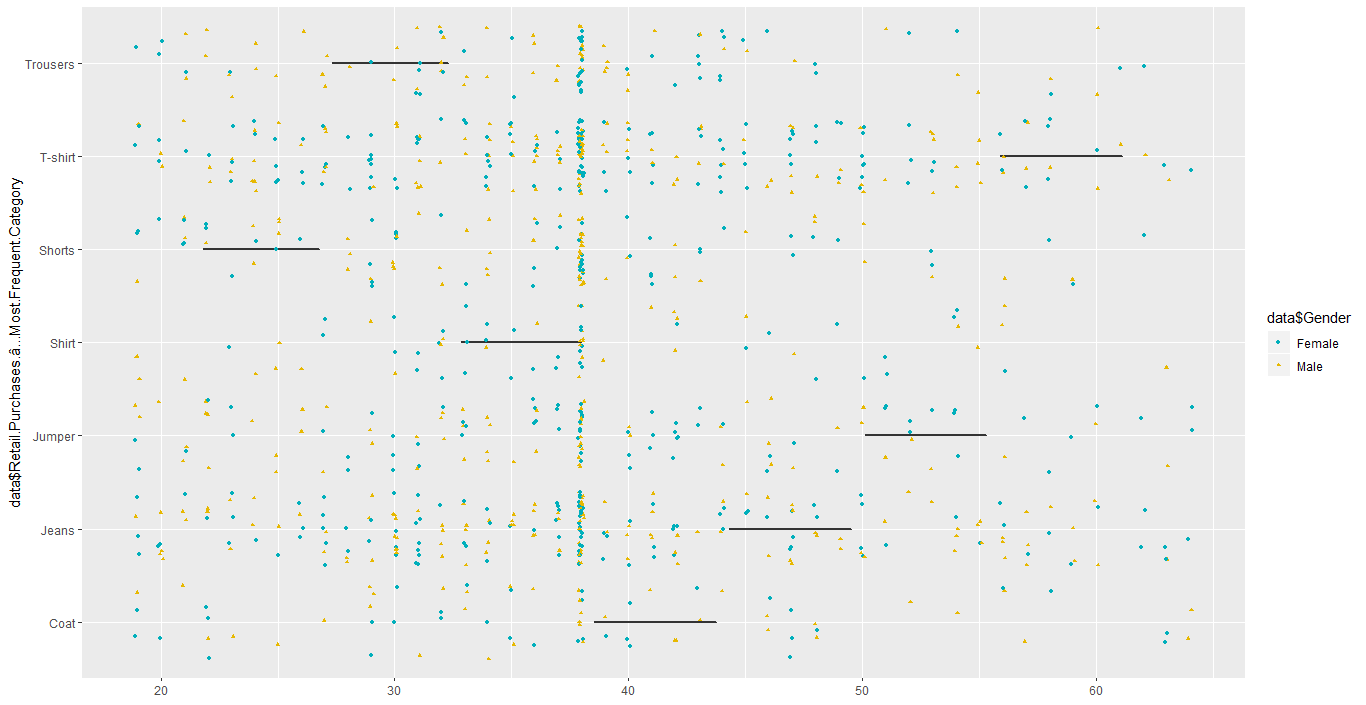 data$Retail.Purchases.â...Most.Frequent.Category
Trousers
T-shirt
Shorts
Shirt
Jumper
Jeans
Coat
20 30 40 50 60
data$Gender
Female
Male